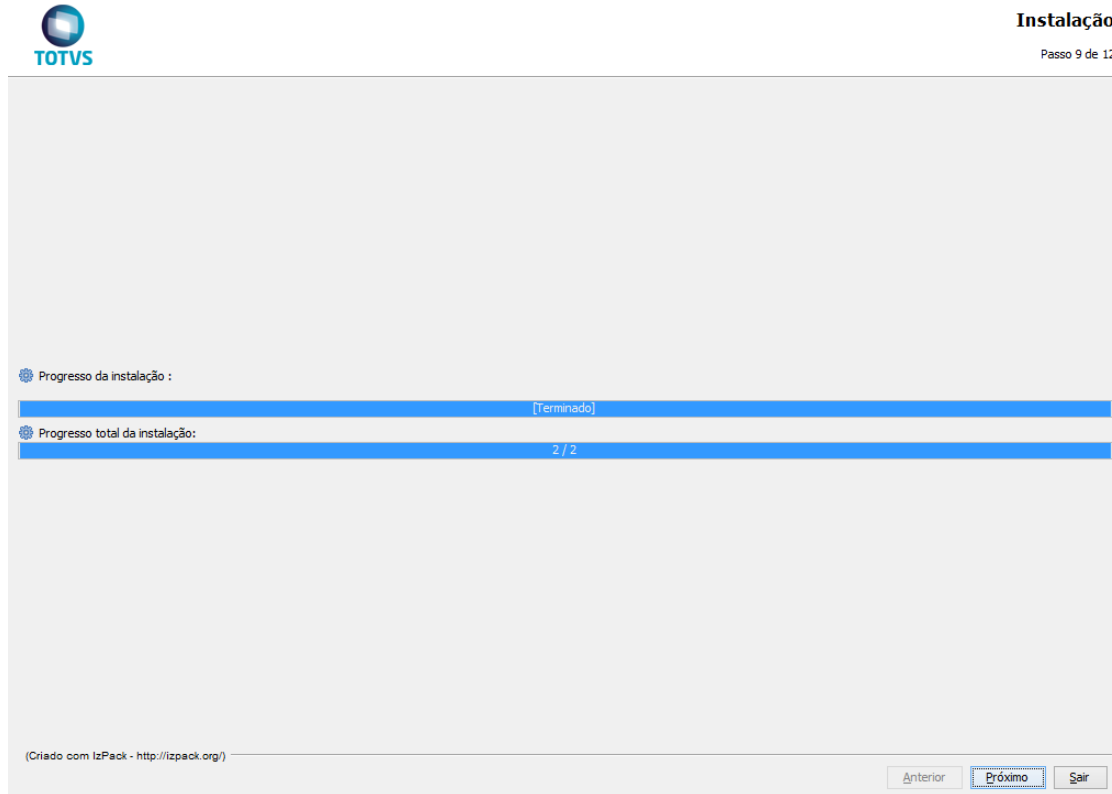 TOTVS
Instalação
Passo 9 de 12
Progresso da instalação :
[Terminado]
Progresso total da instalação:
2 / 2
(Criado com IzPack - http://izpack.org/)
Anterior
Próximo
Sair